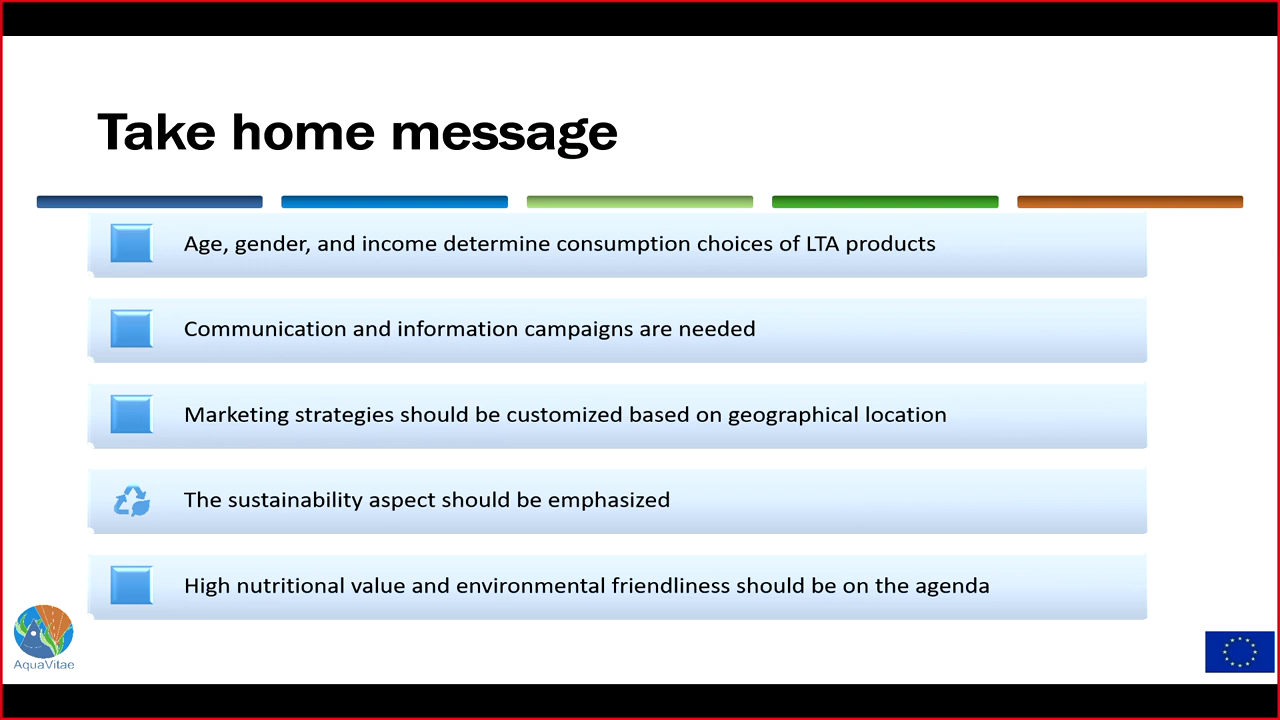 Take home message
Age, gender, and income determine consumption choices of LTA products
Communication and information campaigns are needed
Marketing strategies should be customized based on geographical location
The sustainability aspect should be emphasized
High nutritional value and environmental friendliness should be on the agenda
AquaVitae